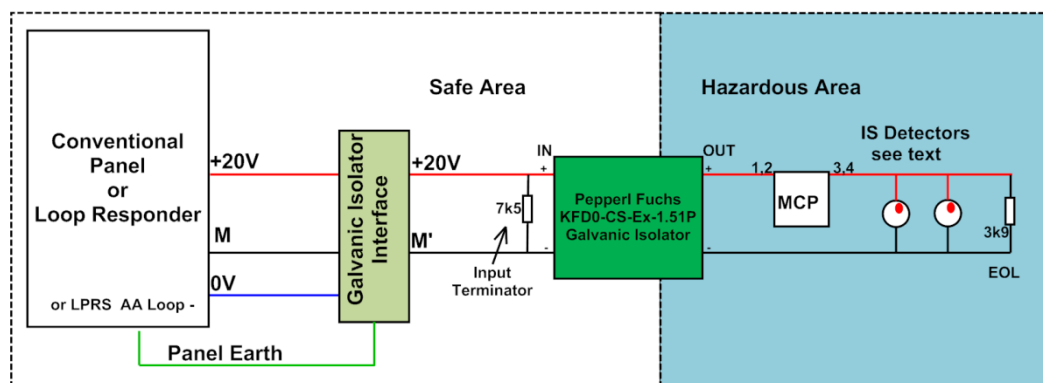 Safe Area
Hazardous Area
Conventional
Panel
or
Loop Responder
or LPRS AA Loop -
+20V
M
0V
Panel Earth
Galvanic Isolator
Interface
+20V
M'
7k5
Input
Terminator
IN
+
-
Pepperl Fuchs
KFD0-CS-Ex-1.51P
Galvanic Isolator
OUT
+
-
1,2
MCP
3,4
IS Detectors
see text
3k9
EOL